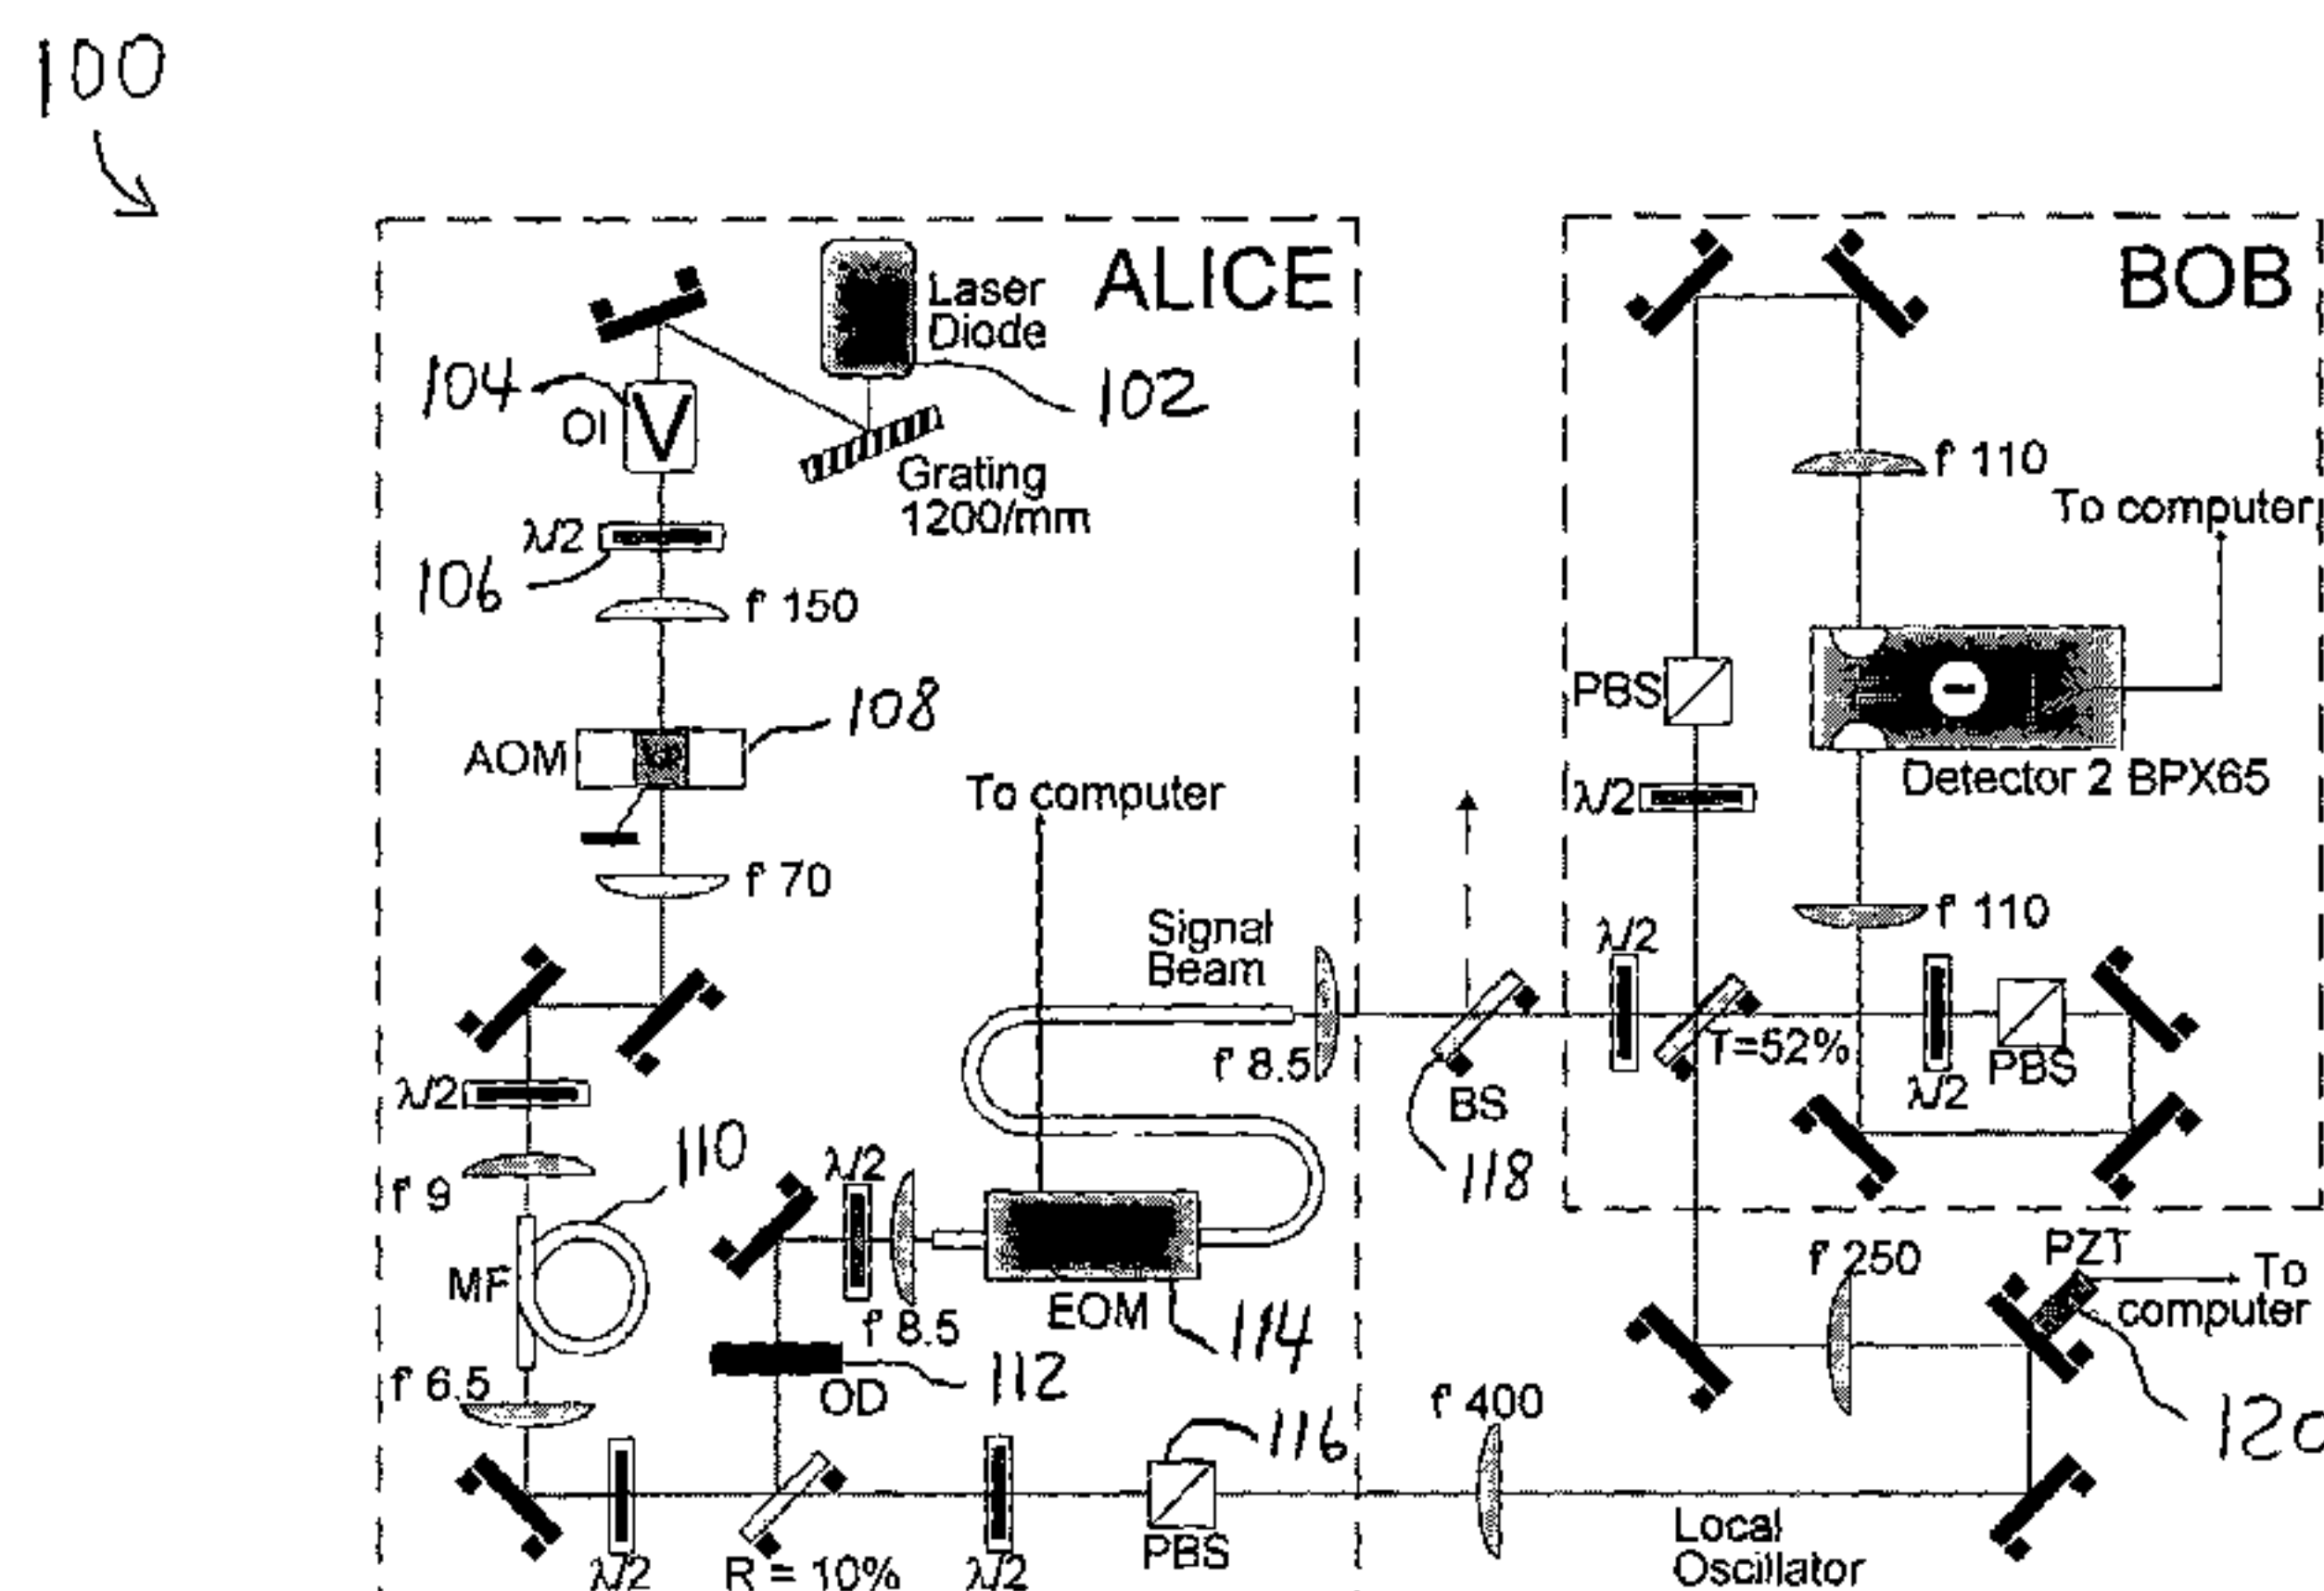 100
ALICE
BOB
Laser
Diode
104
102
OI
Grating
1200/mm
f' 110
To computer
λ/2
106
f' 150
PBS
108
AOM
To computer
Detector 2 BPX65
λ/2
f' 70
Signal
Beam
f' 110
λ/2
f' 8.5
T=52%
PBS
λ/2
λ/2
BS
118
110
λ/2
f' 9
MF
f' 8.5
EOM
114
f' 250
PZT
To
computer
f' 6.5
OD
112
116
f' 400
120
PBS
Local
Oscillator
λ/2
R = 10%
λ/2